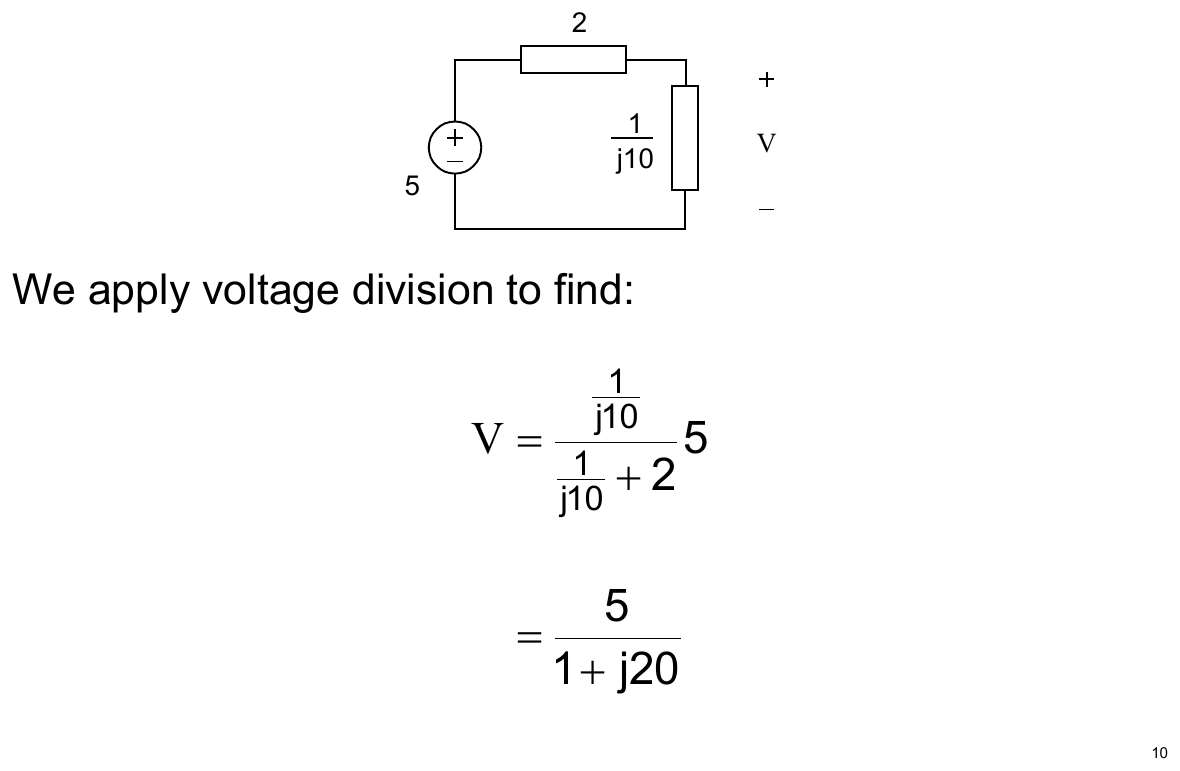 2
+
1
j10
V
+
–
5
–
We apply voltage division to find:
1
j10
V = 5
1
j10 + 2
5
=
1+ j20
10